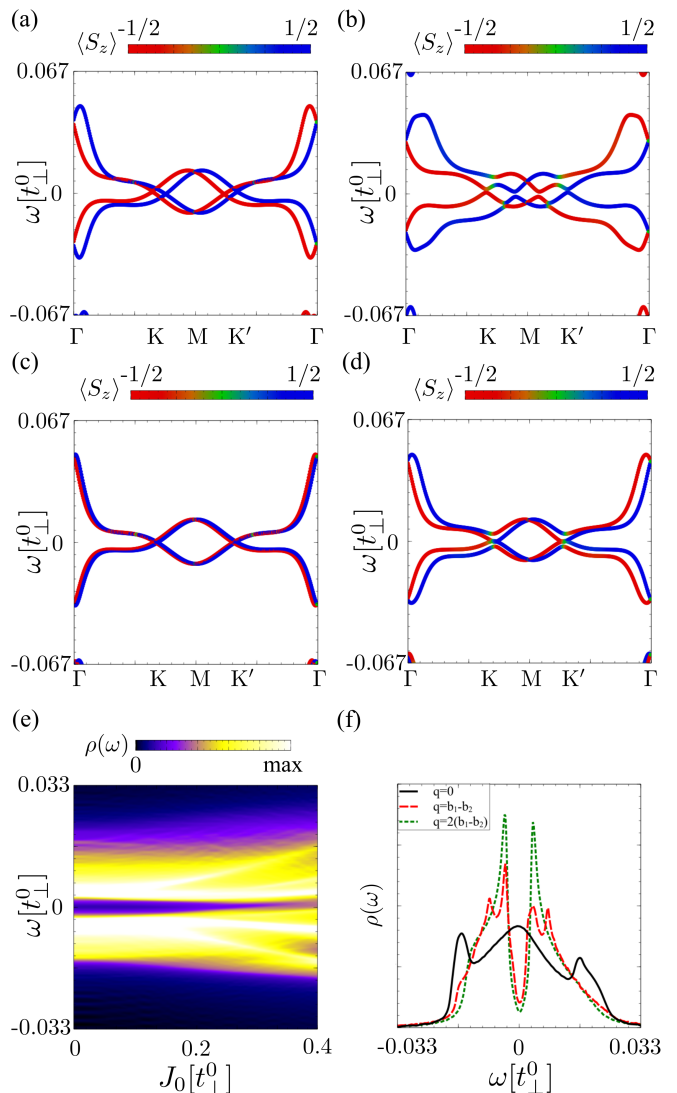 (a) (b)
⟨S_z⟩ -1/2 1/2 ⟨S_z⟩ -1/2 1/2
0.067 0.067
ω[t⊥^0] 0 ω[t⊥^0] 0
-0.067 -0.067
Γ K M K′ Γ Γ K M K′ Γ
(c) (d)
⟨S_z⟩ -1/2 1/2 ⟨S_z⟩ -1/2 1/2
0.067 0.067
ω[t⊥^0] 0 ω[t⊥^0] 0
-0.067 -0.067
Γ K M K′ Γ Γ K M K′ Γ
(e) (f)
ρ(ω) 0 max
0.033
ω[t⊥^0] 0
-0.033
0 0.2 0.4
J_0[t⊥^0]
q=0
q=b₁-b₂
q=2(b₁-b₂)
ρ(ω)
-0.033 0 0.033
ω[t⊥^0]